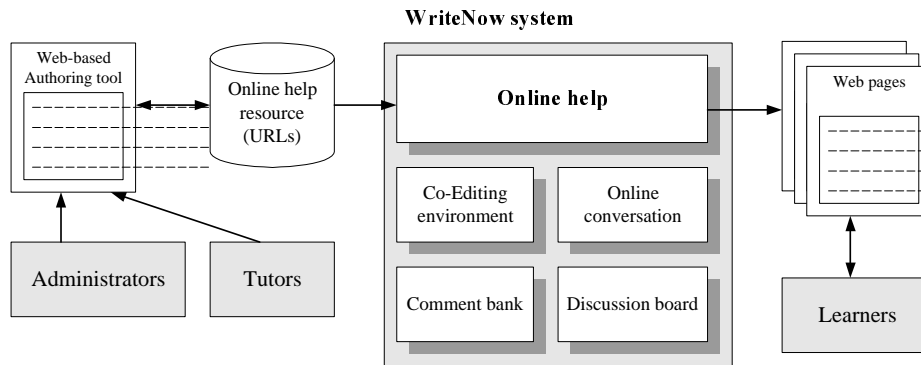 WriteNow system
Web-based
Authoring tool
Online help
resource
(URLs)
Online help
Web pages
Co-Editing
environment
Online
conversation
Administrators
Tutors
Comment bank
Discussion board
Learners